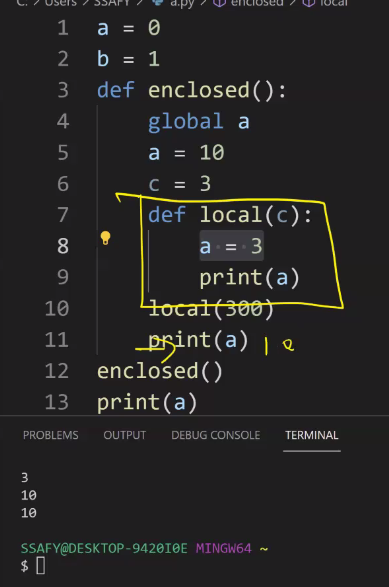 C: > Users > SSAFY > a.py > enclosed > local
1 a = 0
2 b = 1
3 def enclosed():
4 global a
5 a = 10
6 c = 3
7 def local(c):
8 a = 3
9 print(a)
10 local(300)
11 print(a) 10
12 enclosed()
13 print(a)
PROBLEMS OUTPUT DEBUG CONSOLE TERMINAL
3
10
10
SSAFY@DESKTOP-9420I0E MINGW64 ~
$